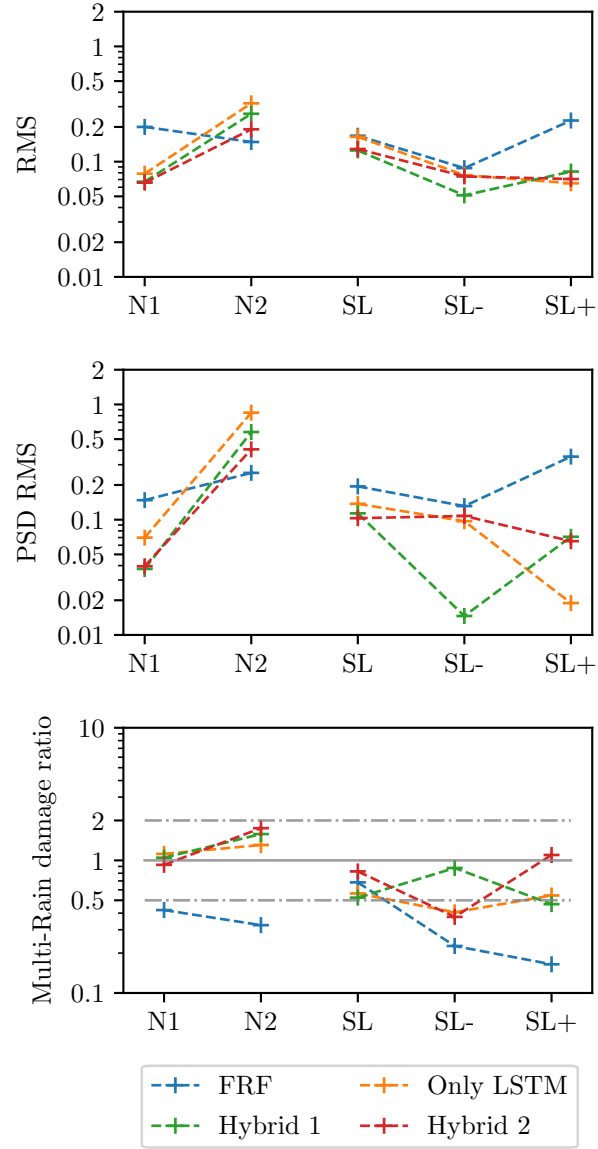 RMS
2
1
0.5
0.2
0.1
0.05
0.02
0.01
N1 N2 SL SL- SL+
PSD RMS
2
1
0.5
0.2
0.1
0.05
0.02
0.01
N1 N2 SL SL- SL+
Multi-Rain damage ratio
10
2
1
0.5
0.1
N1 N2 SL SL- SL+
FRF Only LSTM
Hybrid 1 Hybrid 2